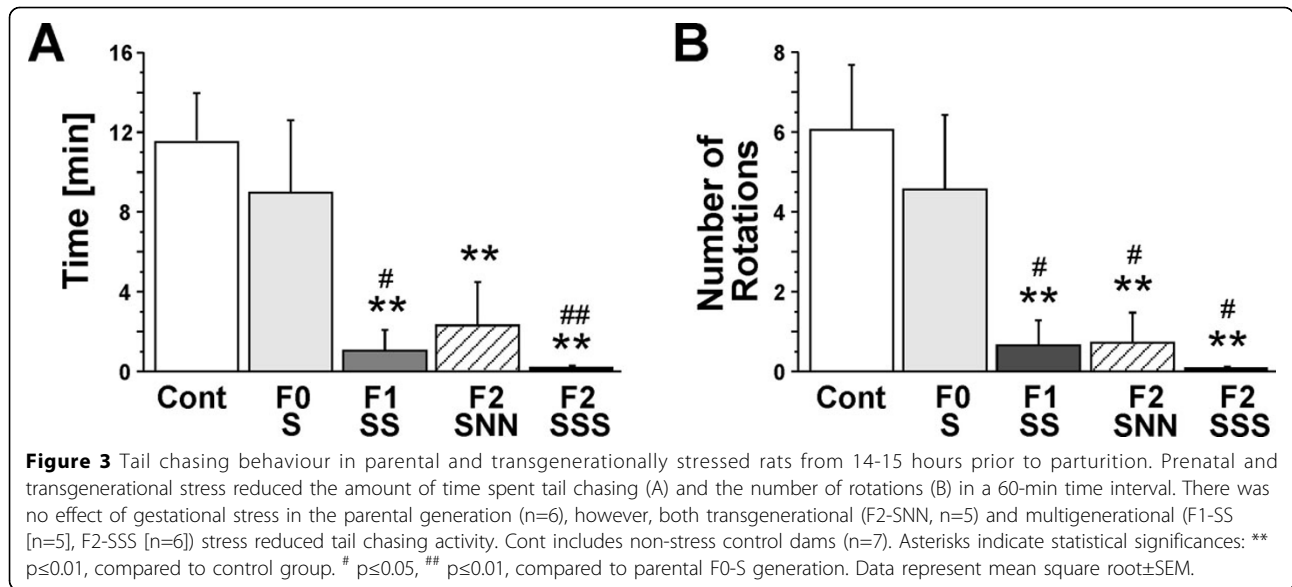 A
B
16
12
8
4
0
Time [min]
#
**
**
##
**
Cont F0 F1 F2 F2
S SS SNN SSS
8
6
4
2
0
Number of
Rotations
#
**
#
**
#
**
Cont F0 F1 F2 F2
S SS SNN SSS
Figure 3 Tail chasing behaviour in parental and transgenerationally stressed rats from 14-15 hours prior to parturition. Prenatal and
transgenerational stress reduced the amount of time spent tail chasing (A) and the number of rotations (B) in a 60-min time interval. There was
no effect of gestational stress in the parental generation (n=6), however, both transgenerational (F2-SNN, n=5) and multigenerational (F1-SS
[n=5], F2-SSS [n=6]) stress reduced tail chasing activity. Cont includes non-stress control dams (n=7). Asterisks indicate statistical significances: **
p≤0.01, compared to control group. # p≤0.05, ## p≤0.01, compared to parental F0-S generation. Data represent mean square root±SEM.